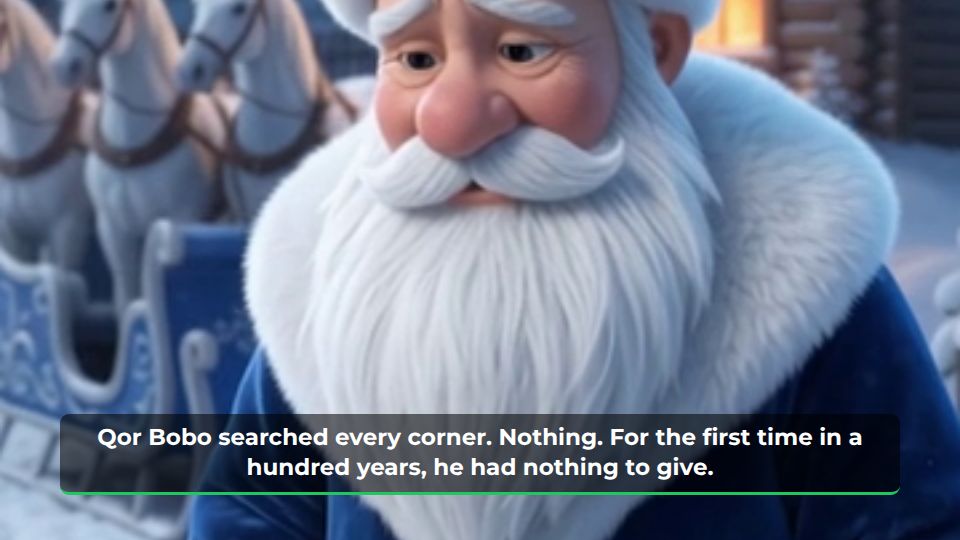 Qor Bobo searched every corner. Nothing. For the first time in a
hundred years, he had nothing to give.